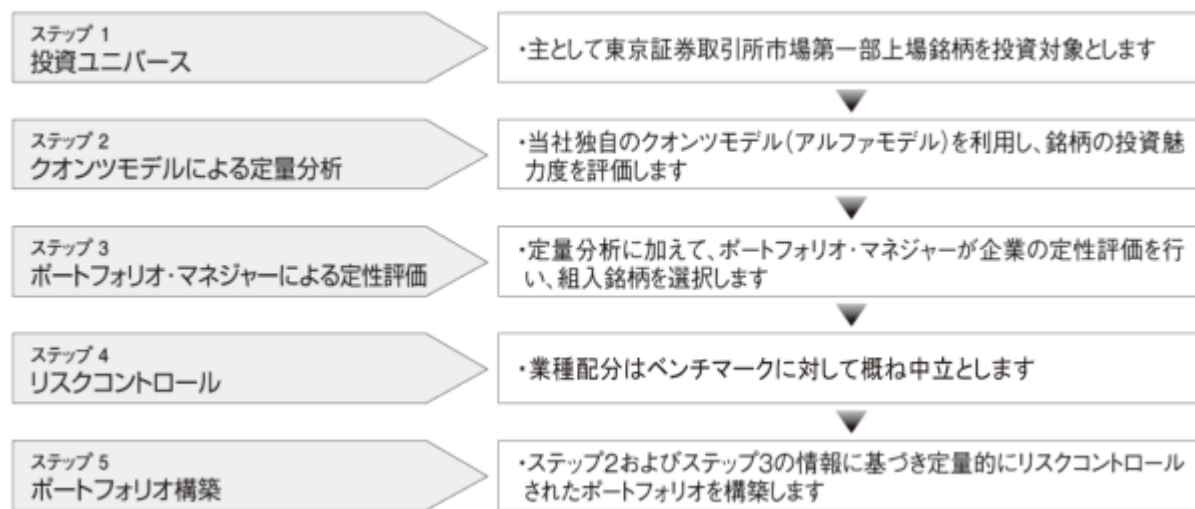 ステップ 1
投資ユニバース
・主として東京証券取引所市場第一部上場銘柄を投資対象とします
ステップ 2
クオンツモデルによる定量分析
・当社独自のクオンツモデル(アルファモデル)を利用し、銘柄の投資魅
力度を評価します
ステップ 3
ポートフォリオ・マネジャーによる定性評価
・定量分析に加えて、ポートフォリオ・マネジャーが企業の定性評価を行
い、組入銘柄を選択します
ステップ 4
リスクコントロール
・業種配分はベンチマークに対して概ね中立とします
ステップ 5
ポートフォリオ構築
・ステップ2およびステップ3の情報に基づき定量的にリスクコントロール
されたポートフォリオを構築します